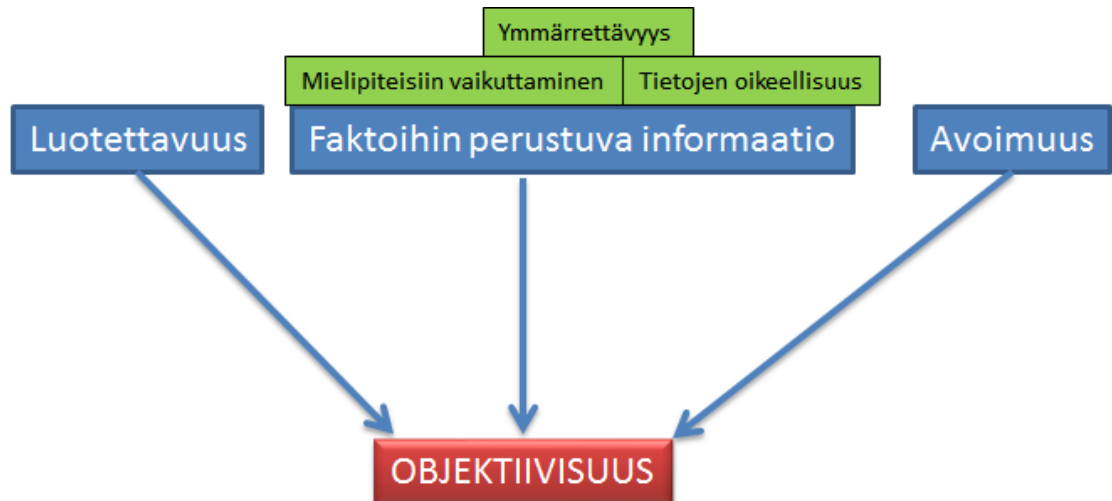 Ymmärrettävyys
Mielipiteisiin vaikuttaminen
Tietojen oikeellisuus
Luotettavuus
Faktoihin perustuva informaatio
Avoimuus
OBJEKTIIVISUUS